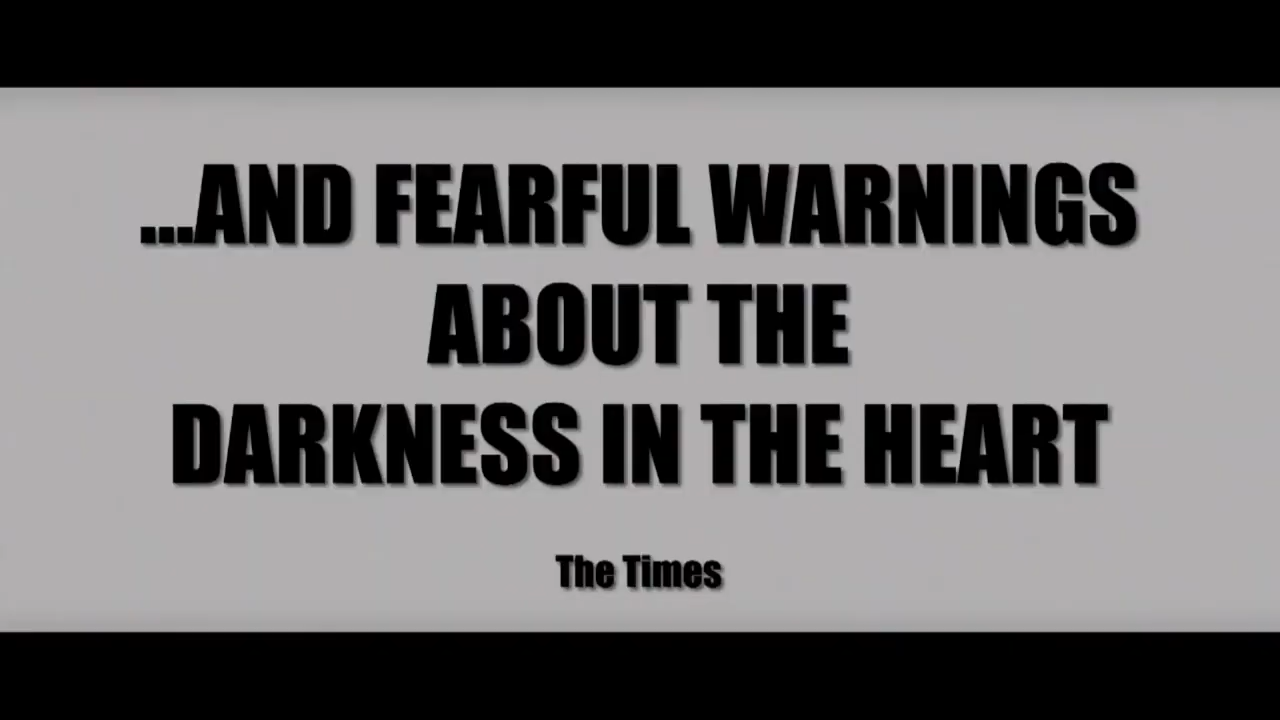 ...AND FEARFUL WARNINGS
ABOUT THE
DARKNESS IN THE HEART
The Times